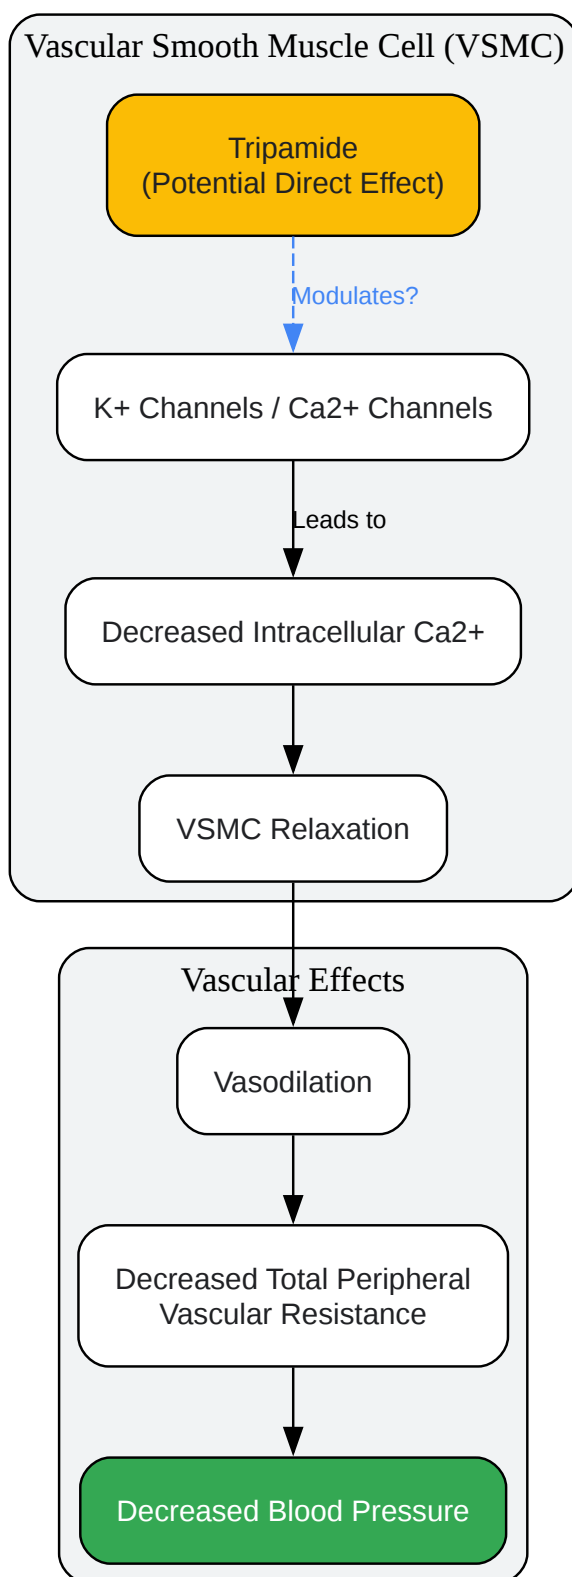 Vascular Smooth Muscle Cell (VSMC)
Tripamide
(Potential Direct Effect)
Modulates?
K+ Channels / Ca2+ Channels
Leads to
Decreased Intracellular Ca2+
VSMC Relaxation
Vascular Effects
Vasodilation
Decreased Total Peripheral
Vascular Resistance
Decreased Blood Pressure